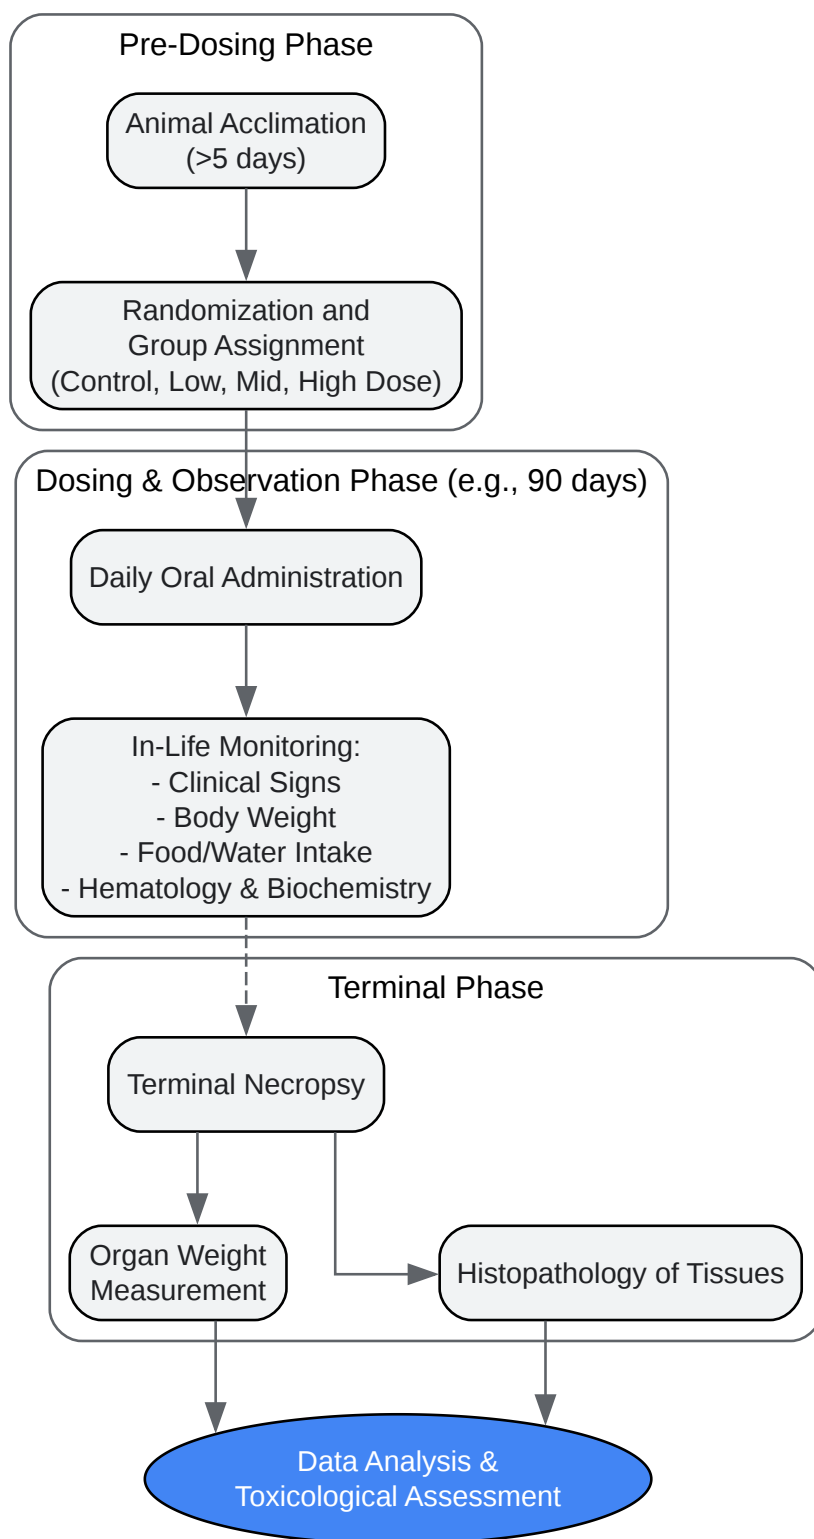 Pre-Dosing Phase
Animal Acclimation
(>5 days)
Randomization and
Group Assignment
(Control, Low, Mid, High Dose)
Dosing & Observation Phase (e.g., 90 days)
Daily Oral Administration
In-Life Monitoring:
- Clinical Signs
- Body Weight
- Food/Water Intake
- Hematology & Biochemistry
Terminal Phase
Terminal Necropsy
Organ Weight
Measurement
Histopathology of Tissues
Data Analysis &
Toxicological Assessment